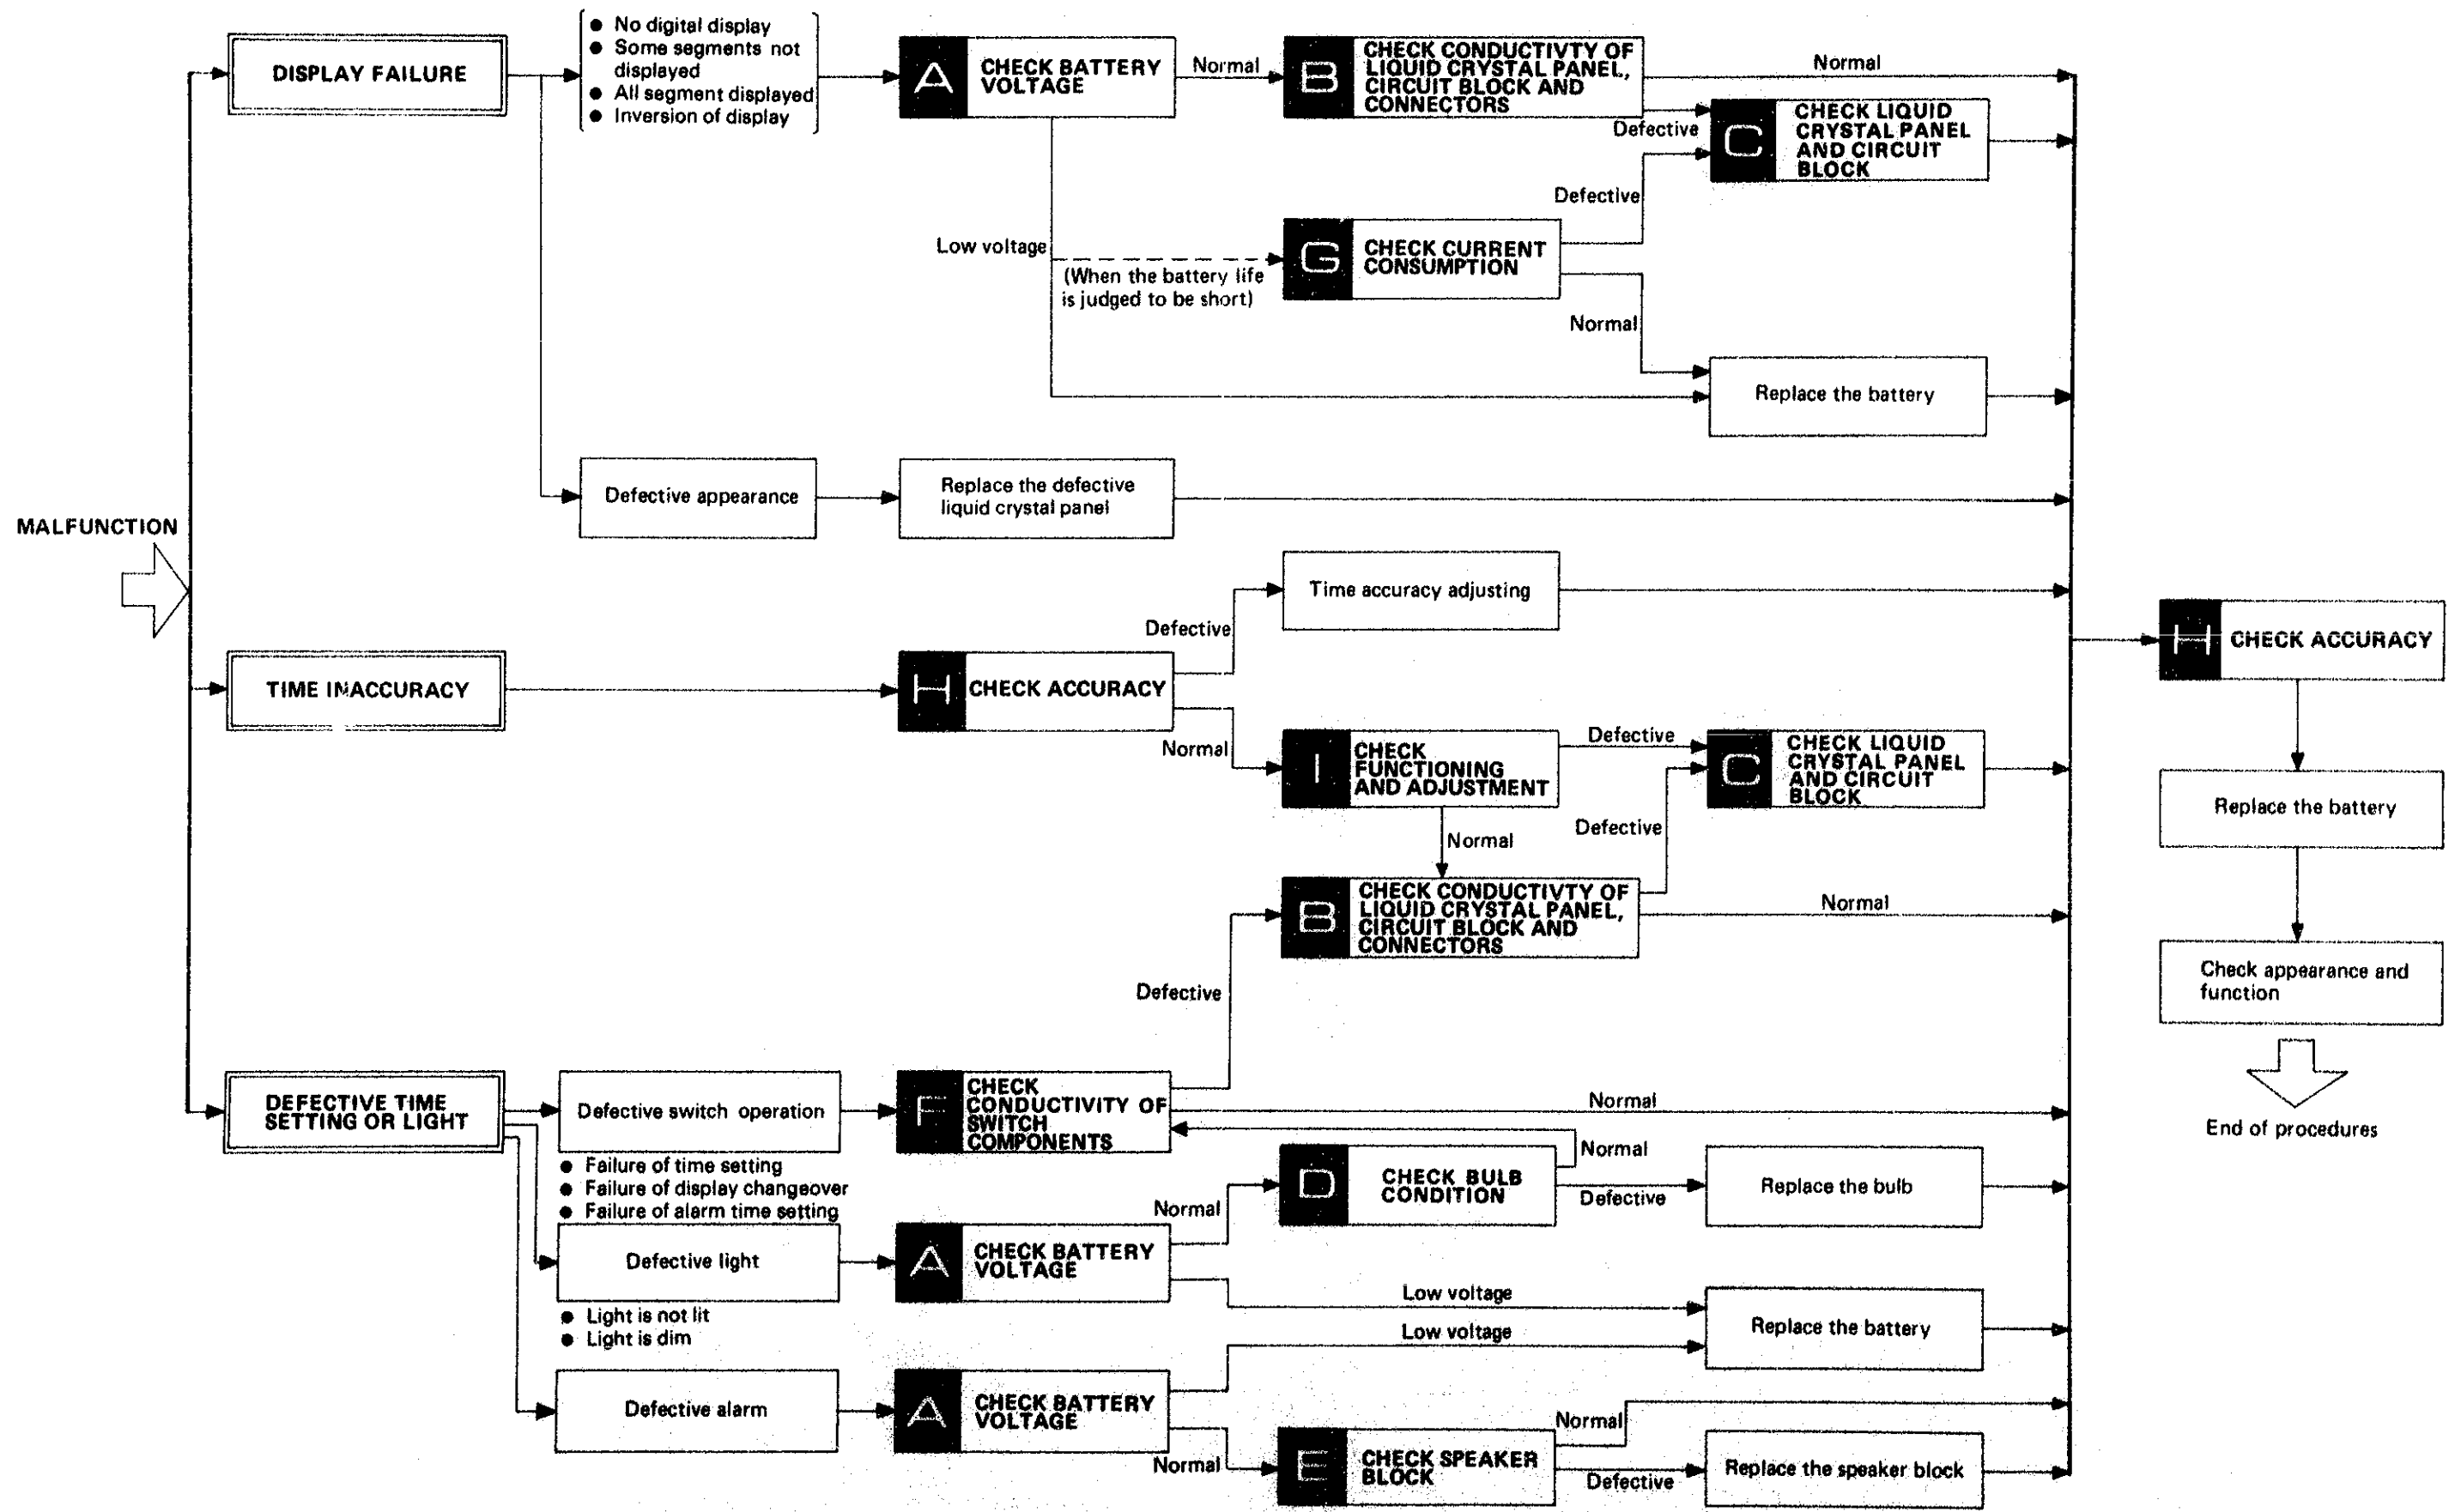 MALFUNCTION
DISPLAY FAILURE
● No digital display
● Some segments not
displayed
● All segment displayed
● Inversion of display
A
CHECK BATTERY
VOLTAGE
Normal
B
CHECK CONDUCTIVTY OF
LIQUID CRYSTAL PANEL,
CIRCUIT BLOCK AND
CONNECTORS
Normal
Defective
C
CHECK LIQUID
CRYSTAL PANEL
AND CIRCUIT
BLOCK
Low voltage
(When the battery life
is judged to be short)
G
CHECK CURRENT
CONSUMPTION
Defective
Normal
Replace the battery
Defective appearance
Replace the defective
liquid crystal panel
TIME INACCURACY
H
CHECK ACCURACY
Defective
Time accuracy adjusting
Normal
I
CHECK
FUNCTIONING
AND ADJUSTMENT
Defective
C
CHECK LIQUID
CRYSTAL PANEL
AND CIRCUIT
BLOCK
Normal
Defective
B
CHECK CONDUCTIVTY OF
LIQUID CRYSTAL PANEL,
CIRCUIT BLOCK AND
CONNECTORS
Normal
Defective
DEFECTIVE TIME
SETTING OR LIGHT
Defective switch operation
● Failure of time setting
● Failure of display changeover
● Failure of alarm time setting
F
CHECK
CONDUCTIVITY OF
SWITCH
COMPONENTS
Normal
Defective light
● Light is not lit
● Light is dim
A
CHECK BATTERY
VOLTAGE
Normal
D
CHECK BULB
CONDITION
Normal
Defective
Replace the bulb
Low voltage
Low voltage
Replace the battery
Defective alarm
A
CHECK BATTERY
VOLTAGE
Normal
E
CHECK SPEAKER
BLOCK
Normal
Defective
Replace the speaker block
H
CHECK ACCURACY
Replace the battery
Check appearance and
function
End of procedures